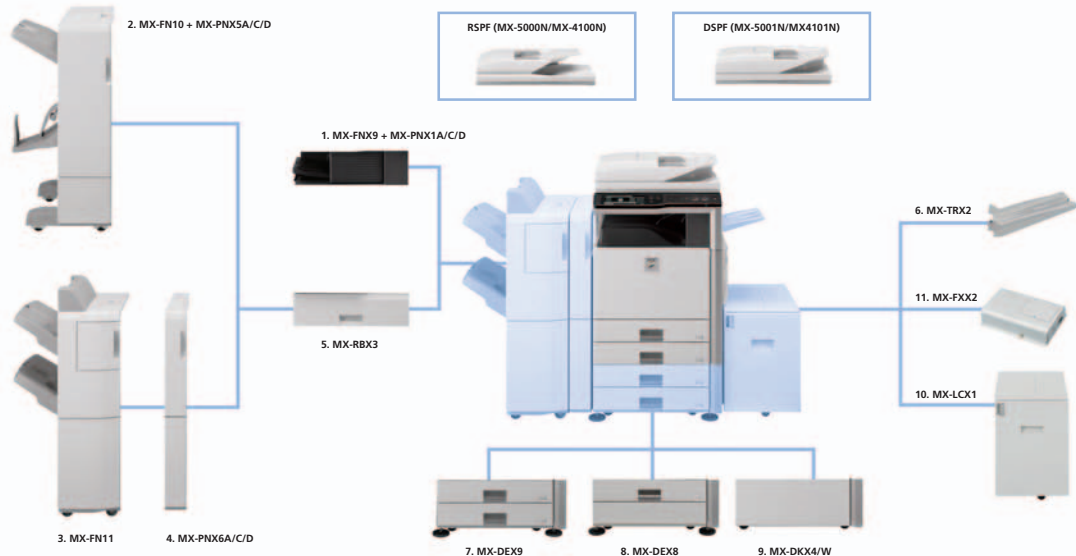 2. MX-FN10 + MX-PNX5A/C/D
RSPF (MX-5000N/MX-4100N)
DSPF (MX-5001N/MX4101N)
1. MX-FNX9 + MX-PNX1A/C/D
6. MX-TRX2
11. MX-FXX2
5. MX-RBX3
10. MX-LCX1
3. MX-FN11
4. MX-PNX6A/C/D
7. MX-DEX9
8. MX-DEX8
9. MX-DKX4/W